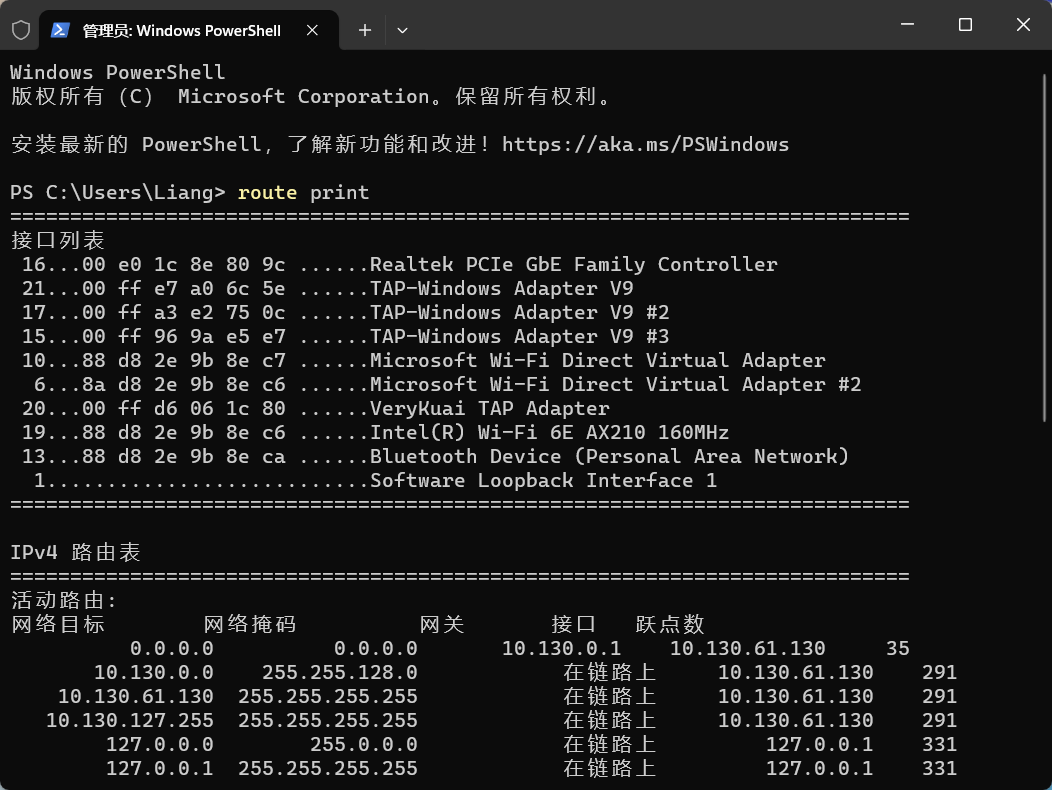 管理员: Windows PowerShell
Windows PowerShell
版权所有 (C) Microsoft Corporation。保留所有权利。
安装最新的 PowerShell，了解新功能和改进！https://aka.ms/PSWindows
PS C:\Users\Liang> route print
===========================================================================
接口列表
 16...00 e0 1c 8e 80 9c ......Realtek PCIe GbE Family Controller
 21...00 ff e7 a0 6c 5e ......TAP-Windows Adapter V9
 17...00 ff a3 e2 75 0c ......TAP-Windows Adapter V9 #2
 15...00 ff 96 9a e5 e7 ......TAP-Windows Adapter V9 #3
 10...88 d8 2e 9b 8e c7 ......Microsoft Wi-Fi Direct Virtual Adapter
  6...8a d8 2e 9b 8e c6 ......Microsoft Wi-Fi Direct Virtual Adapter #2
 20...00 ff d6 06 1c 80 ......VeryKuai TAP Adapter
 19...88 d8 2e 9b 8e c6 ......Intel(R) Wi-Fi 6E AX210 160MHz
 13...88 d8 2e 9b 8e ca ......Bluetooth Device (Personal Area Network)
  1...........................Software Loopback Interface 1
===========================================================================
IPv4 路由表
===========================================================================
活动路由:
网络目标        网络掩码          网关       接口   跃点数
          0.0.0.0          0.0.0.0       10.130.0.1    10.130.61.130     35
       10.130.0.0    255.255.128.0            在链路上     10.130.61.130    291
    10.130.61.130  255.255.255.255            在链路上     10.130.61.130    291
   10.130.127.255  255.255.255.255            在链路上     10.130.61.130    291
        127.0.0.0        255.0.0.0            在链路上         127.0.0.1    331
        127.0.0.1  255.255.255.255            在链路上         127.0.0.1    331